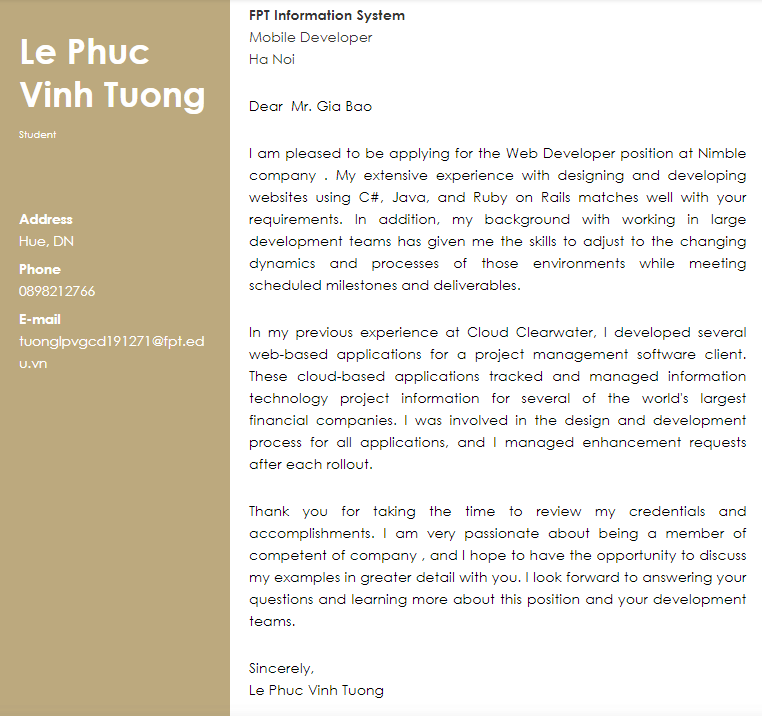 Le Phuc
Vinh Tuong
Student
Address
Hue, DN
Phone
0898212766
E-mail
tuonglpvgcd191271@fpt.ed
u.vn
FPT Information System
Mobile Developer
Ha Noi
Dear  Mr. Gia Bao
I am pleased to be applying for the Web Developer position at Nimble
company . My extensive experience with designing and developing
websites using C#, Java, and Ruby on Rails matches well with your
requirements. In addition, my background with working in large
development teams has given me the skills to adjust to the changing
dynamics and processes of those environments while meeting
scheduled milestones and deliverables.
In my previous experience at Cloud Clearwater, I developed several
web-based applications for a project management software client.
These cloud-based applications tracked and managed information
technology project information for several of the world's largest
financial companies. I was involved in the design and development
process for all applications, and I managed enhancement requests
after each rollout.
Thank you for taking the time to review my credentials and
accomplishments. I am very passionate about being a member of
competent of company , and I hope to have the opportunity to discuss
my examples in greater detail with you. I look forward to answering your
questions and learning more about this position and your development
teams.
Sincerely,
Le Phuc Vinh Tuong